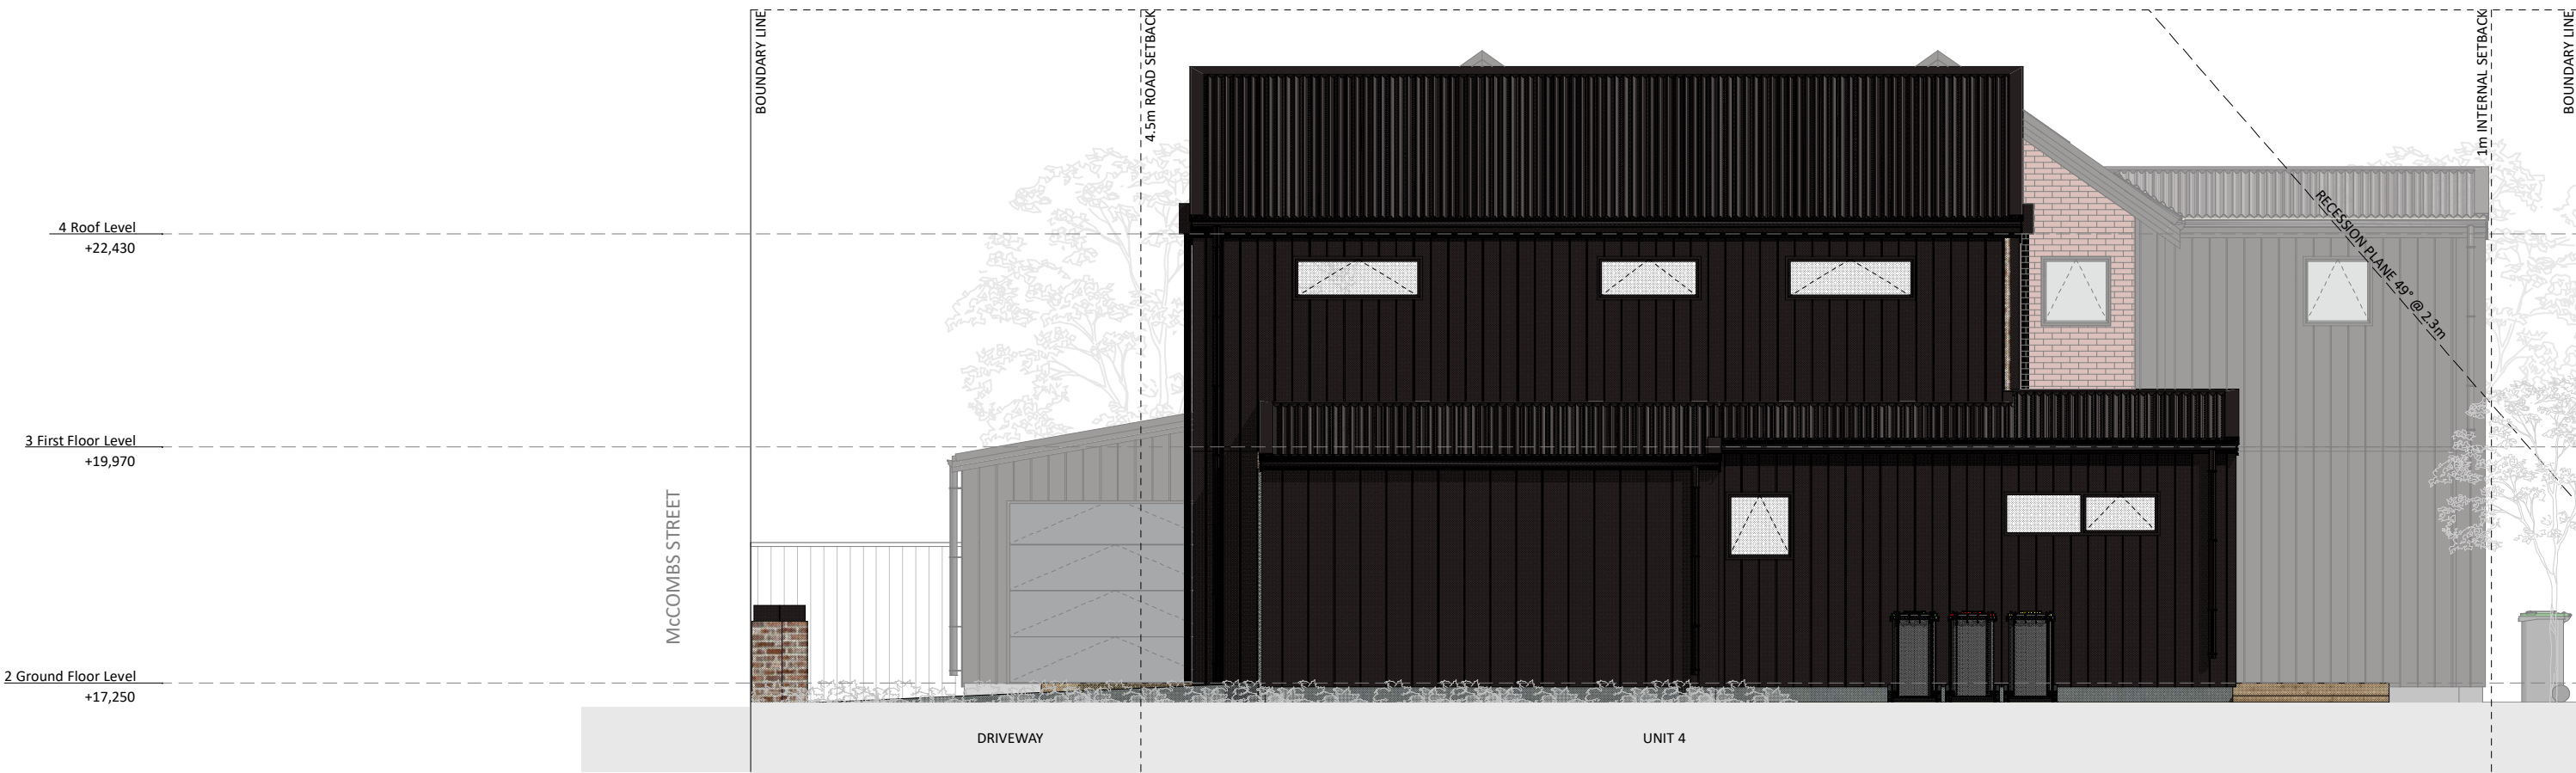 BOUNDARY LINE
4.5m ROAD SETBACK
1m INTERNAL SETBACK
BOUNDARY LINE
RECESSION PLANE 49° @ 2.3m
4 Roof Level
+22,430
3 First Floor Level
+19,970
McCOMBS STREET
2 Ground Floor Level
+17,250
DRIVEWAY
UNIT 4